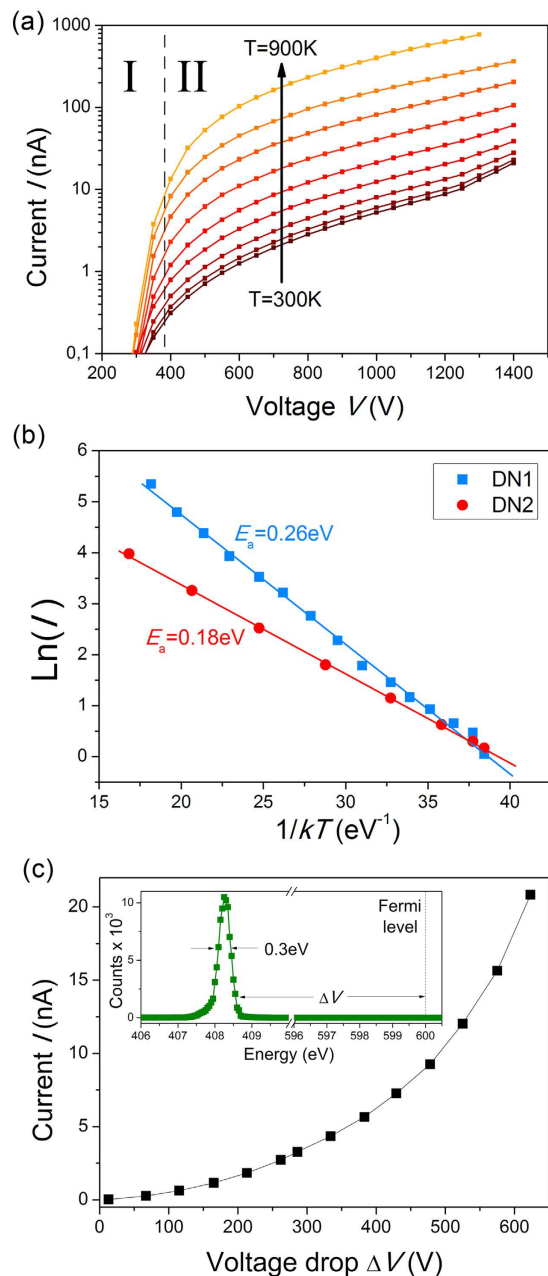 (a)
1000
100
10
1
0,1
Current I (nA)
I
II
T=900K
T=300K
200
400
600
800
1000
1200
1400
Voltage V (V)
(b)
6
5
4
3
2
1
0
Ln(I)
DN1
DN2
Ea=0.26eV
Ea=0.18eV
15
20
25
30
35
40
1/kT (eV⁻¹)
(c)
20
15
10
5
0
Current I (nA)
10
5
0
Counts x 10³
Fermi
level
0.3eV
ΔV
406
407
408
409
596
597
598
599
600
Energy (eV)
0
100
200
300
400
500
600
Voltage drop ΔV (V)